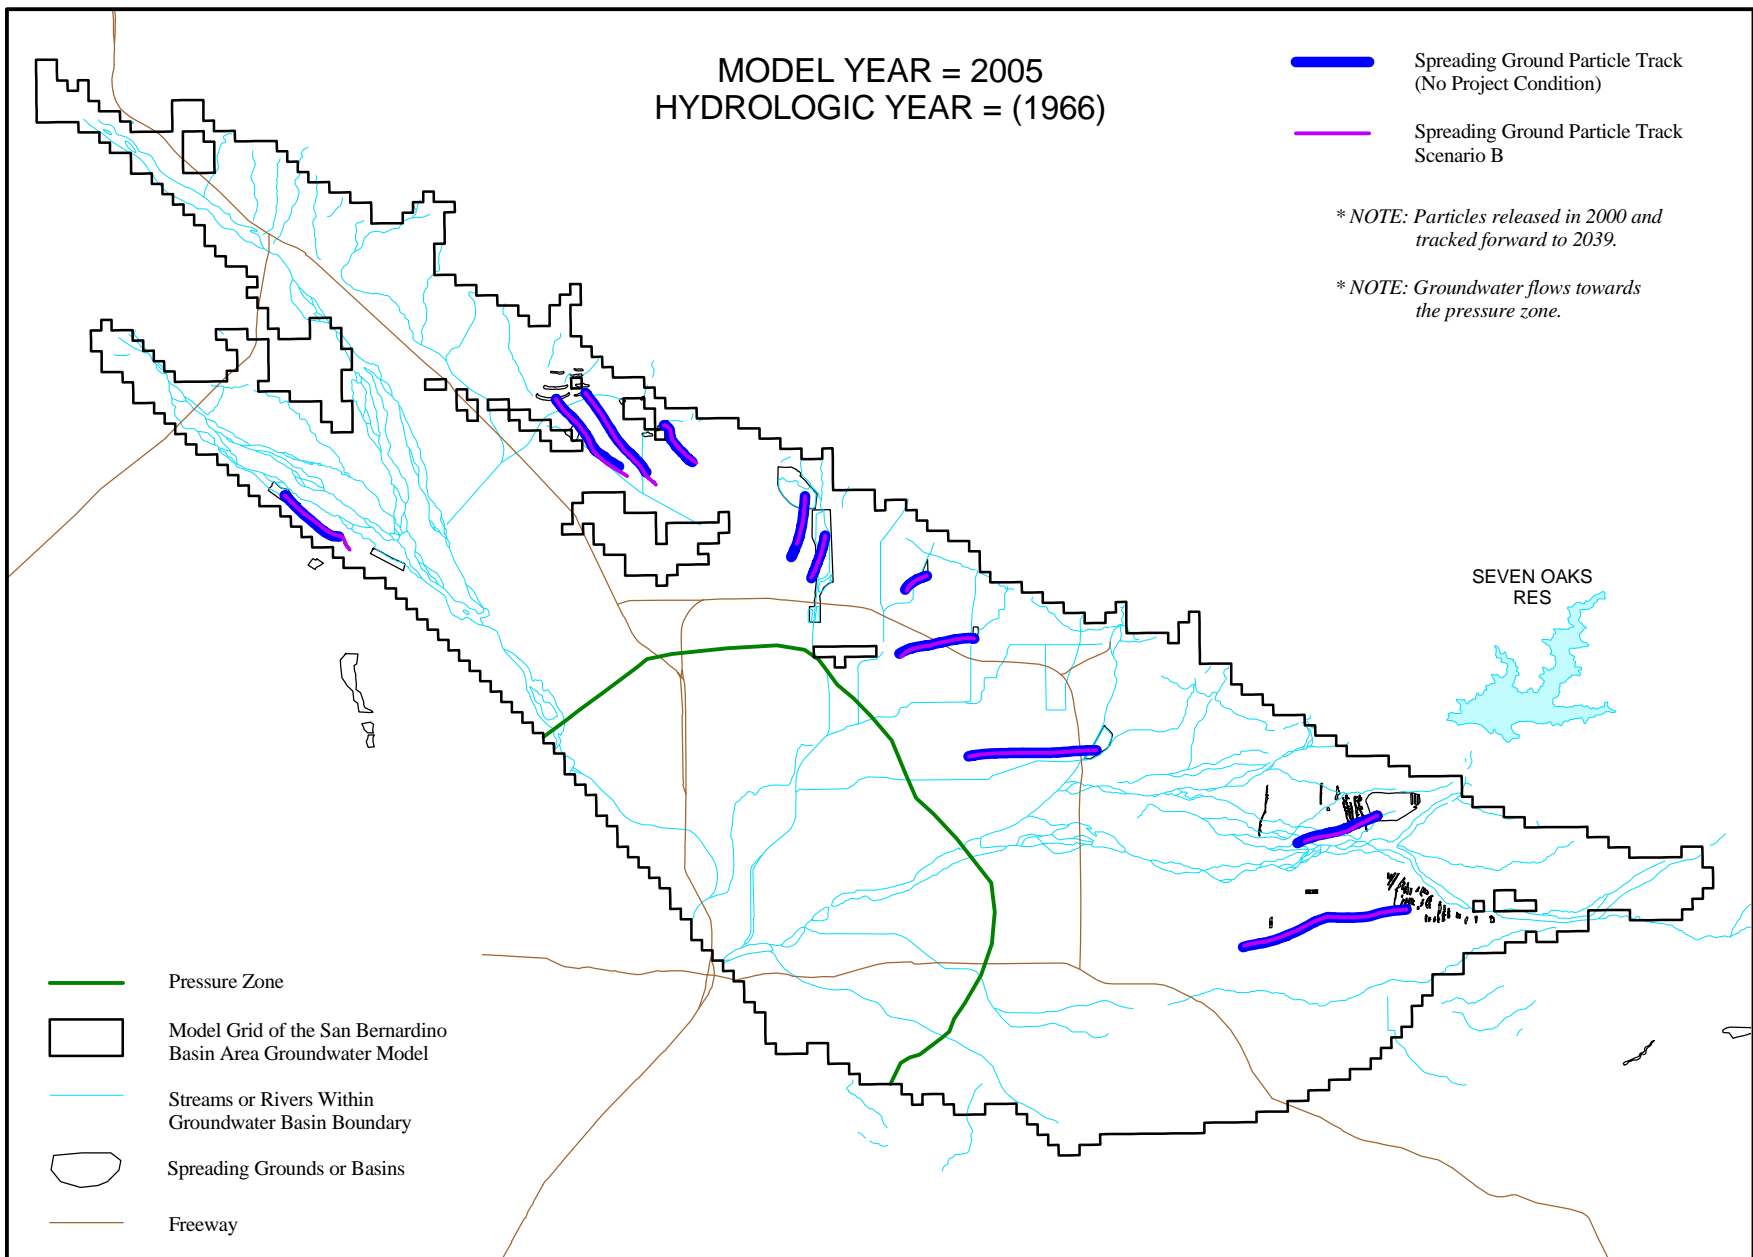 MODEL YEAR = 2005
HYDROLOGIC YEAR = (1966)
Spreading Ground Particle Track
(No Project Condition)
Spreading Ground Particle Track
Scenario B
* NOTE: Particles released in 2000 and
tracked forward to 2039.
* NOTE: Groundwater flows towards
the pressure zone.
SEVEN OAKS
RES
Pressure Zone
Model Grid of the San Bernardino
Basin Area Groundwater Model
Streams or Rivers Within
Groundwater Basin Boundary
Spreading Grounds or Basins
Freeway